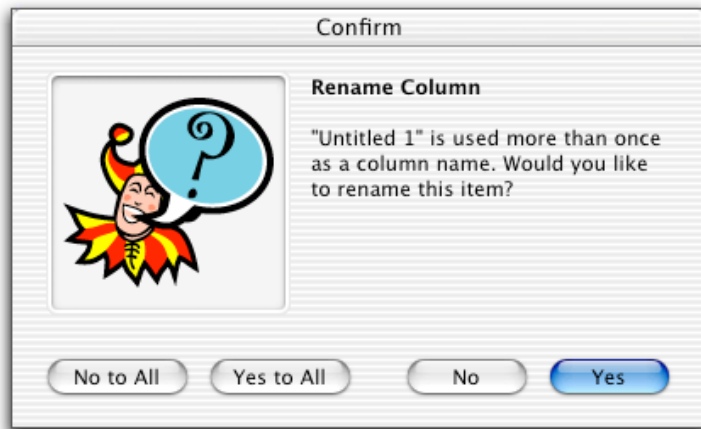 Confirm
Rename Column
"Untitled 1" is used more than once
as a column name. Would you like
to rename this item?
?
No to All
Yes to All
No
Yes